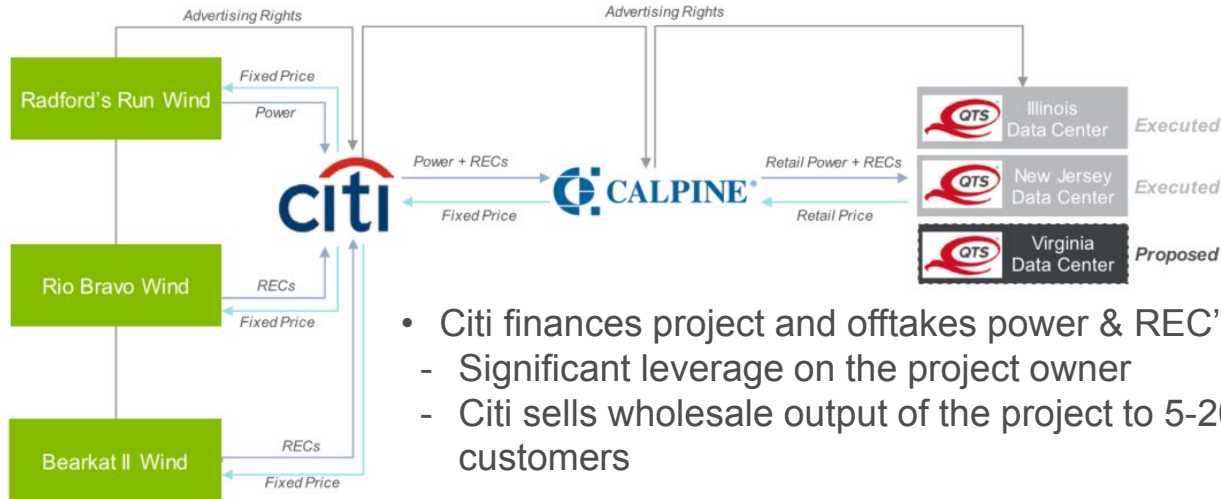 Advertising Rights
Advertising Rights
Radford's Run Wind
Fixed Price
Power
citi
Power + RECs
Fixed Price
CALPINE
Retail Power + RECs
Retail Price
QTS
Illinois
Data Center
Executed
QTS
New Jersey
Data Center
Executed
QTS
Virginia
Data Center
Proposed
Rio Bravo Wind
RECs
Fixed Price
Bearkat II Wind
RECs
Fixed Price
• Citi finances project and offtakes power & REC'
- Significant leverage on the project owner
- Citi sells wholesale output of the project to
customers